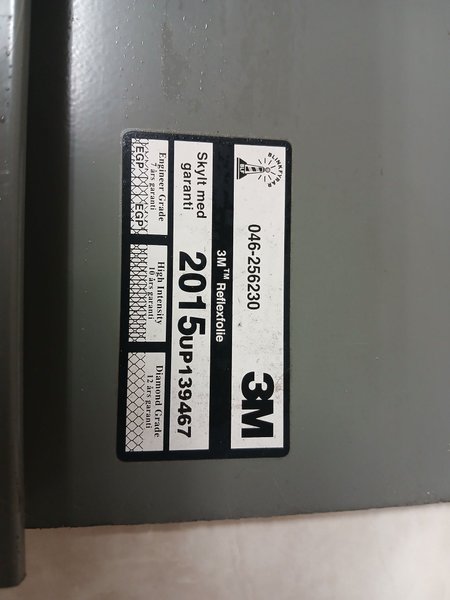 BLINKFYRAR
046-256230
3M
3M™ Reflexfolie
Skylt med
garanti
2015UP139467
Engineer Grade
7 års garanti
EGP EGP
High Intensity
10 års garanti
Diamond Grade
12 års garanti